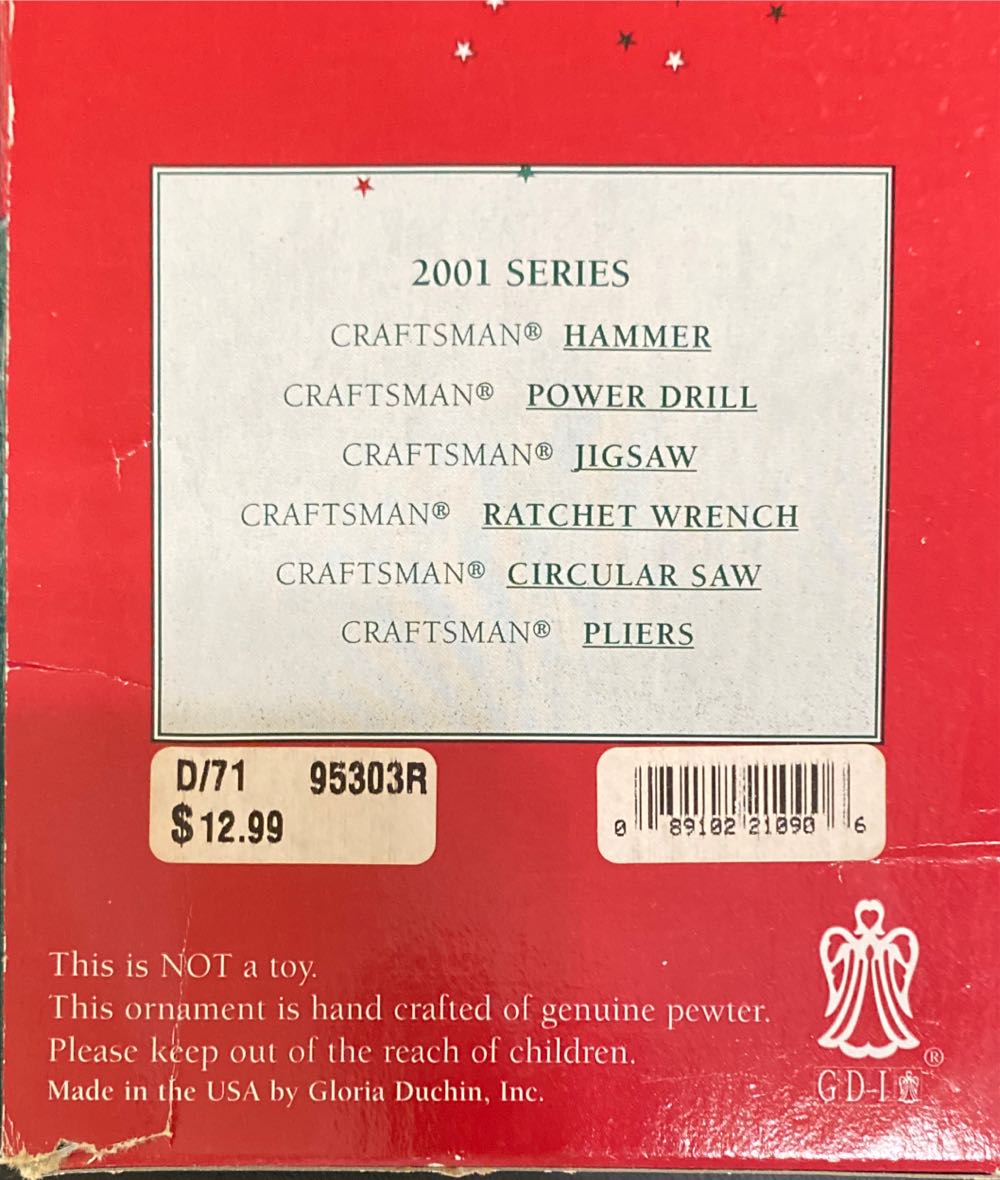 2001 SERIES
CRAFTSMAN® HAMMER
CRAFTSMAN® POWER DRILL
CRAFTSMAN® JIGSAW
CRAFTSMAN® RATCHET WRENCH
CRAFTSMAN® CIRCULAR SAW
CRAFTSMAN® PLIERS
D/71 95303R
$12.99
0 89102 21090 6
This is NOT a toy.
This ornament is hand crafted of genuine pewter.
Please keep out of the reach of children.
Made in the USA by Gloria Duchin, Inc.
®
GDI